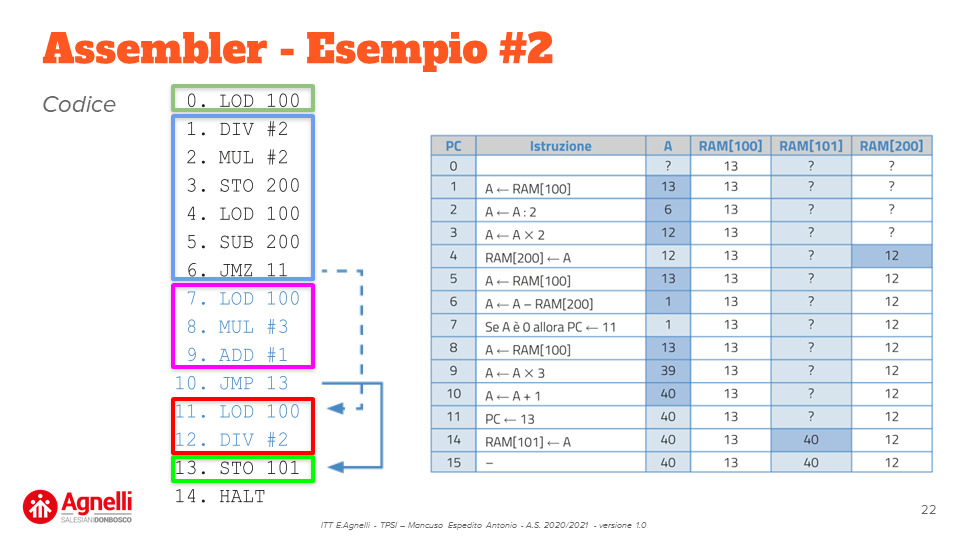 Assembler - Esempio #2
Codice
0. LOD 100
1. DIV #2
2. MUL #2
3. STO 200
4. LOD 100
5. SUB 200
6. JMZ 11
7. LOD 100
8. MUL #3
9. ADD #1
10. JMP 13
11. LOD 100
12. DIV #2
13. STO 101
14. HALT
PC Istruzione A RAM[100] RAM[101] RAM[200]
0 ? 13 ? ?
1 A ← RAM[100] 13 13 ? ?
2 A ← A : 2 6 13 ? ?
3 A ← A × 2 12 13 ? ?
4 RAM[200] ← A 12 13 ? 12
5 A ← RAM[100] 13 13 ? 12
6 A ← A – RAM[200] 1 13 ? 12
7 Se A è 0 allora PC ← 11 1 13 ? 12
8 A ← RAM[100] 13 13 ? 12
9 A ← A × 3 39 13 ? 12
10 A ← A + 1 40 13 ? 12
11 PC ← 13 40 13 ? 12
14 RAM[101] ← A 40 13 40 12
15 – 40 13 40 12
Agnelli
SALESIANI DONBOSCO
ITT E.Agnelli - TPSI – Mancuso Espedito Antonio - A.S. 2020/2021 - versione 1.0
22